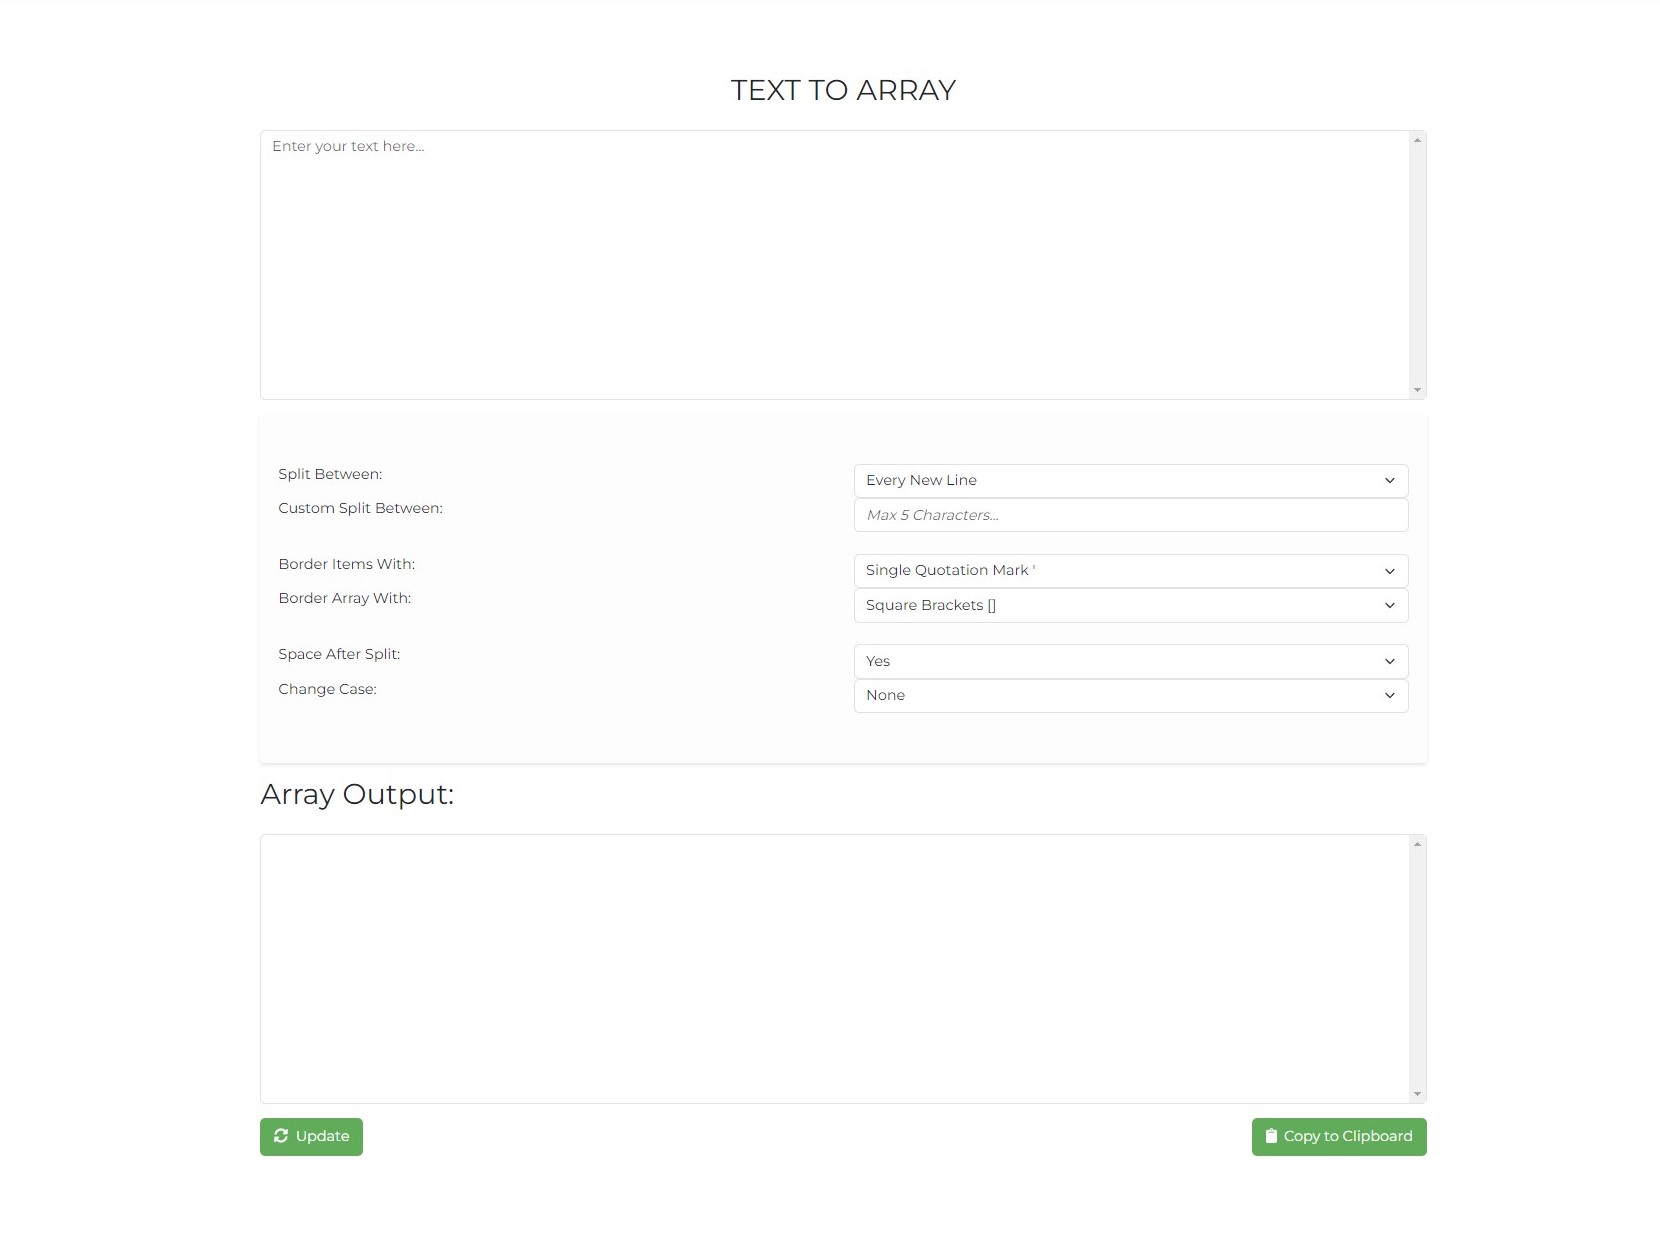 TEXT TO ARRAY
Enter your text here...
Split Between:
Every New Line
Custom Split Between:
Max 5 Characters...
Border Items With:
Single Quotation Mark '
Border Array With:
Square Brackets []
Space After Split:
Yes
Change Case:
None
Array Output:
Update
Copy to Clipboard